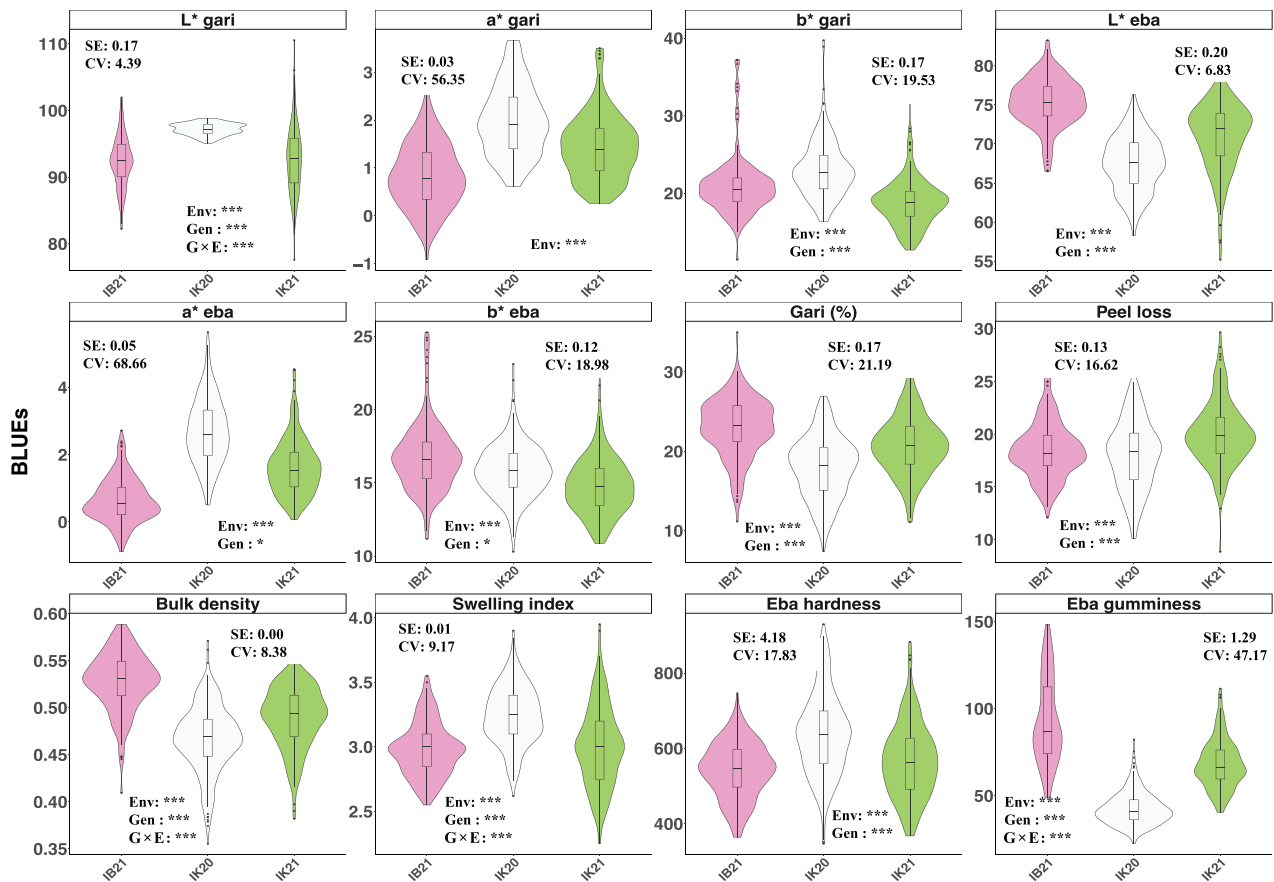 L* gari
a* gari
b* gari
L* eba
110
100
90
80
SE: 0.17
CV: 4.39
Env: ***
Gen : ***
G×E: ***
3
2
1
0
−1
SE: 0.03
CV: 56.35
Env: ***
40
30
20
SE: 0.17
CV: 19.53
Env: ***
Gen : ***
80
75
70
65
60
55
SE: 0.20
CV: 6.83
Env: ***
Gen : ***
IB21 IK20 IK21
IB21 IK20 IK21
IB21 IK20 IK21
IB21 IK20 IK21
BLUEs
a* eba
b* eba
Gari (%)
Peel loss
4
2
0
SE: 0.05
CV: 68.66
Env: ***
Gen : *
25
20
15
10
SE: 0.12
CV: 18.98
Env: ***
Gen : *
30
20
10
SE: 0.17
CV: 21.19
Env: ***
Gen : ***
30
25
20
15
10
SE: 0.13
CV: 16.62
Env: ***
Gen : ***
IB21 IK20 IK21
IB21 IK20 IK21
IB21 IK20 IK21
IB21 IK20 IK21
Bulk density
Swelling index
Eba hardness
Eba gumminess
0.60
0.55
0.50
0.45
0.40
0.35
SE: 0.00
CV: 8.38
Env: ***
Gen : ***
G×E: ***
4.0
3.5
3.0
2.5
SE: 0.01
CV: 9.17
Env: ***
Gen : ***
G×E: ***
800
600
400
SE: 4.18
CV: 17.83
Env: ***
Gen : ***
150
100
50
SE: 1.29
CV: 47.17
Env: ***
Gen : ***
G×E: ***
IB21 IK20 IK21
IB21 IK20 IK21
IB21 IK20 IK21
IB21 IK20 IK21